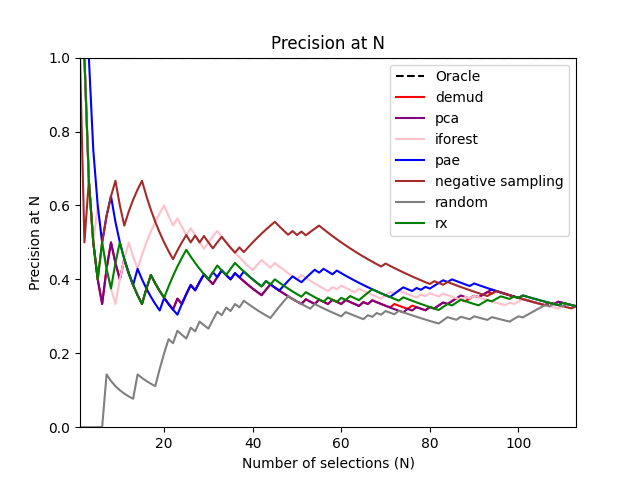 Precision at N
Precision at N
1.0
0.8
0.6
0.4
0.2
0.0
20
40
60
80
100
Number of selections (N)
Oracle
demud
pca
iforest
pae
negative sampling
random
rx